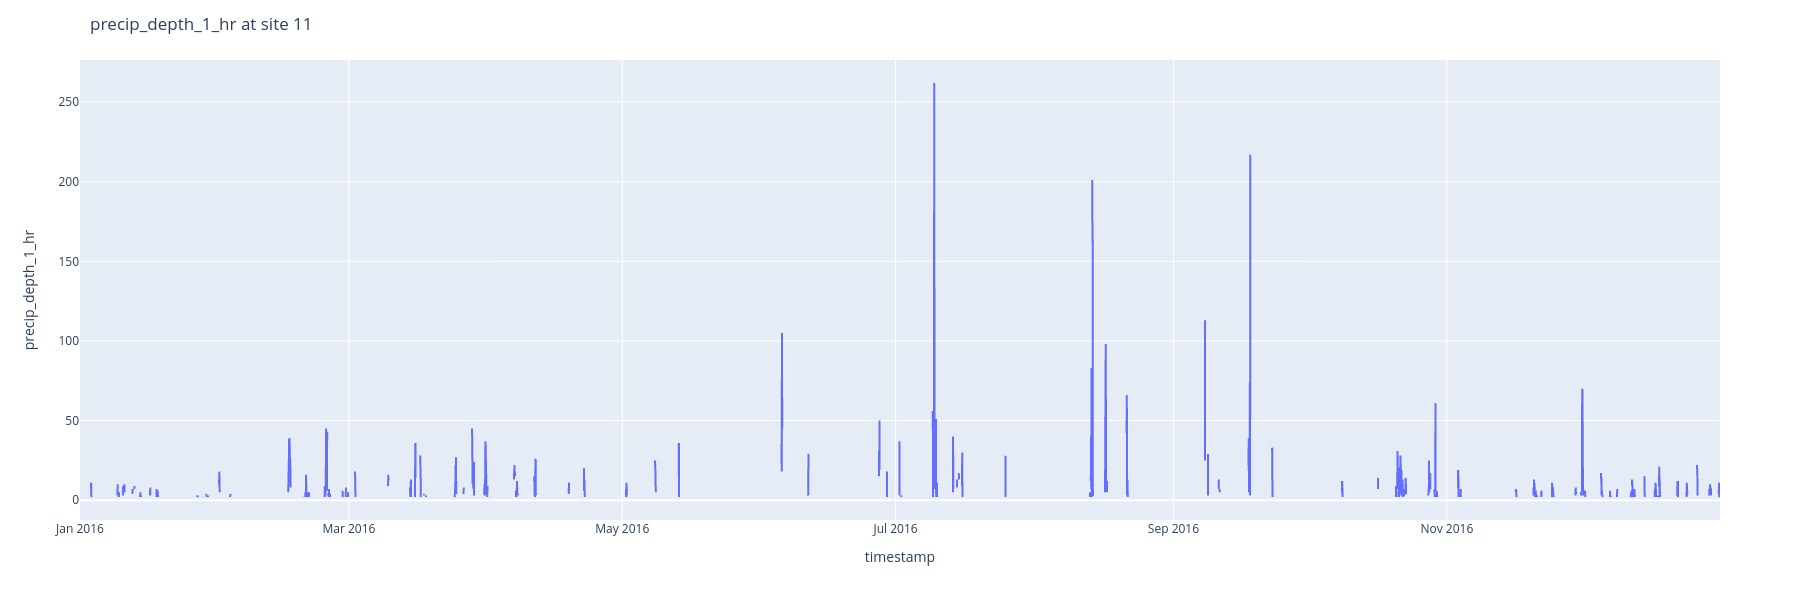 precip_depth_1_hr at site 11
precip_depth_1_hr
250
200
150
100
50
0
Jan 2016
Mar 2016
May 2016
Jul 2016
Sep 2016
Nov 2016
timestamp